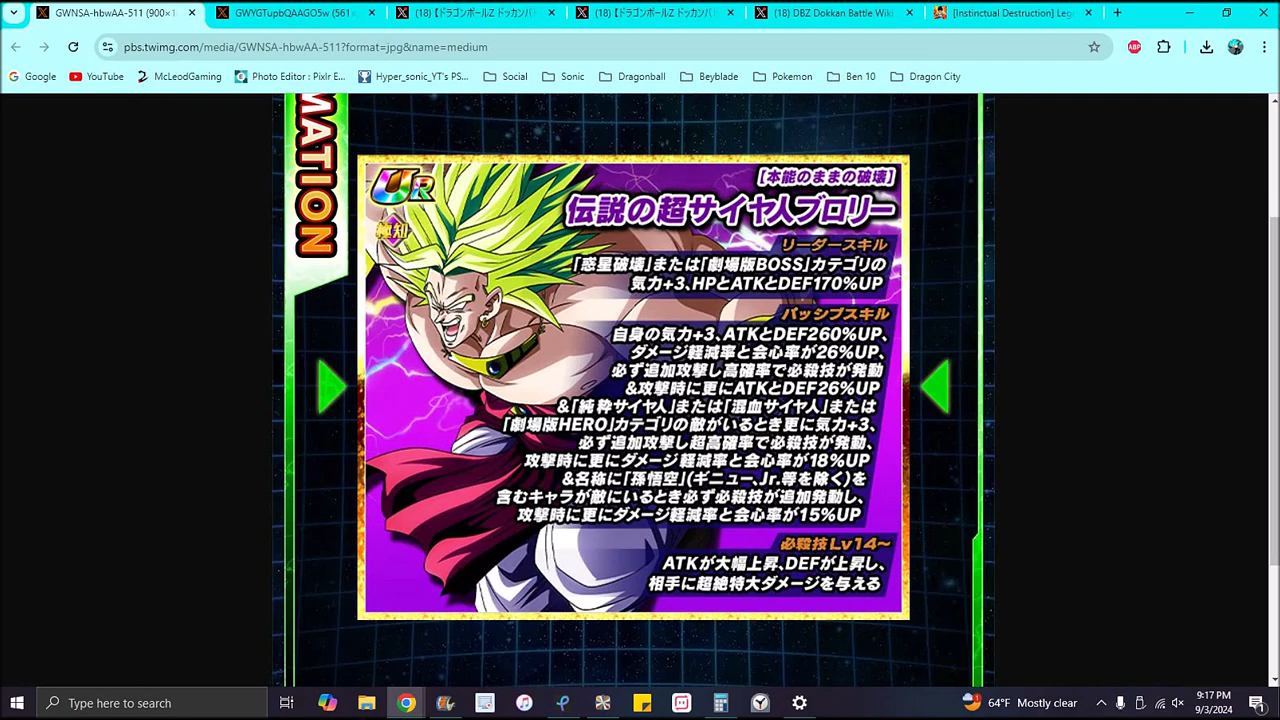 GWNSA-hbwAA-511 (900×1
GWYGTupbQAAGO5w (561×
(18) 【ドラゴンボールZ ドッカンバト
(18) 【ドラゴンボールZ ドッカンバト
(18) DBZ Dokkan Battle Wiki
[Instinctual Destruction] Leg
pbs.twimg.com/media/GWNSA-hbwAA-511?format=jpg&name=medium
ABP
Google
YouTube
McLeodGaming
Photo Editor : Pixlr E...
Hyper_sonic_YT's PS...
Social
Sonic
Dragonball
Beyblade
Pokemon
Ben 10
Dragon City
MATION
UR
極知
[本能のままの破壊]
伝説の超サイヤ人ブロリー
リーダースキル
「惑星破壊」または「劇場版BOSS」カテゴリの
気力+3、HPとATKとDEF170%UP
パッシブスキル
自身の気力+3、ATKとDEF260%UP、
ダメージ軽減率と会心率が26%UP、
必ず追加攻撃し高確率で必殺技が発動
&攻撃時に更にATKとDEF26%UP
&「純粋サイヤ人」または「混血サイヤ人」または
「劇場版HERO」カテゴリの敵がいるとき更に気力+3、
必ず追加攻撃し超高確率で必殺技が発動、
攻撃時に更にダメージ軽減率と会心率が18%UP
&名称に「孫悟空」(ギニュー、Jr.等を除く)を
含むキャラが敵にいるとき必ず必殺技が追加発動し、
攻撃時に更にダメージ軽減率と会心率が15%UP
必殺技Lv14~
ATKが大幅上昇、DEFが上昇し、
相手に超絶特大ダメージを与える
Type here to search
64°F Mostly clear
9:17 PM
9/3/2024